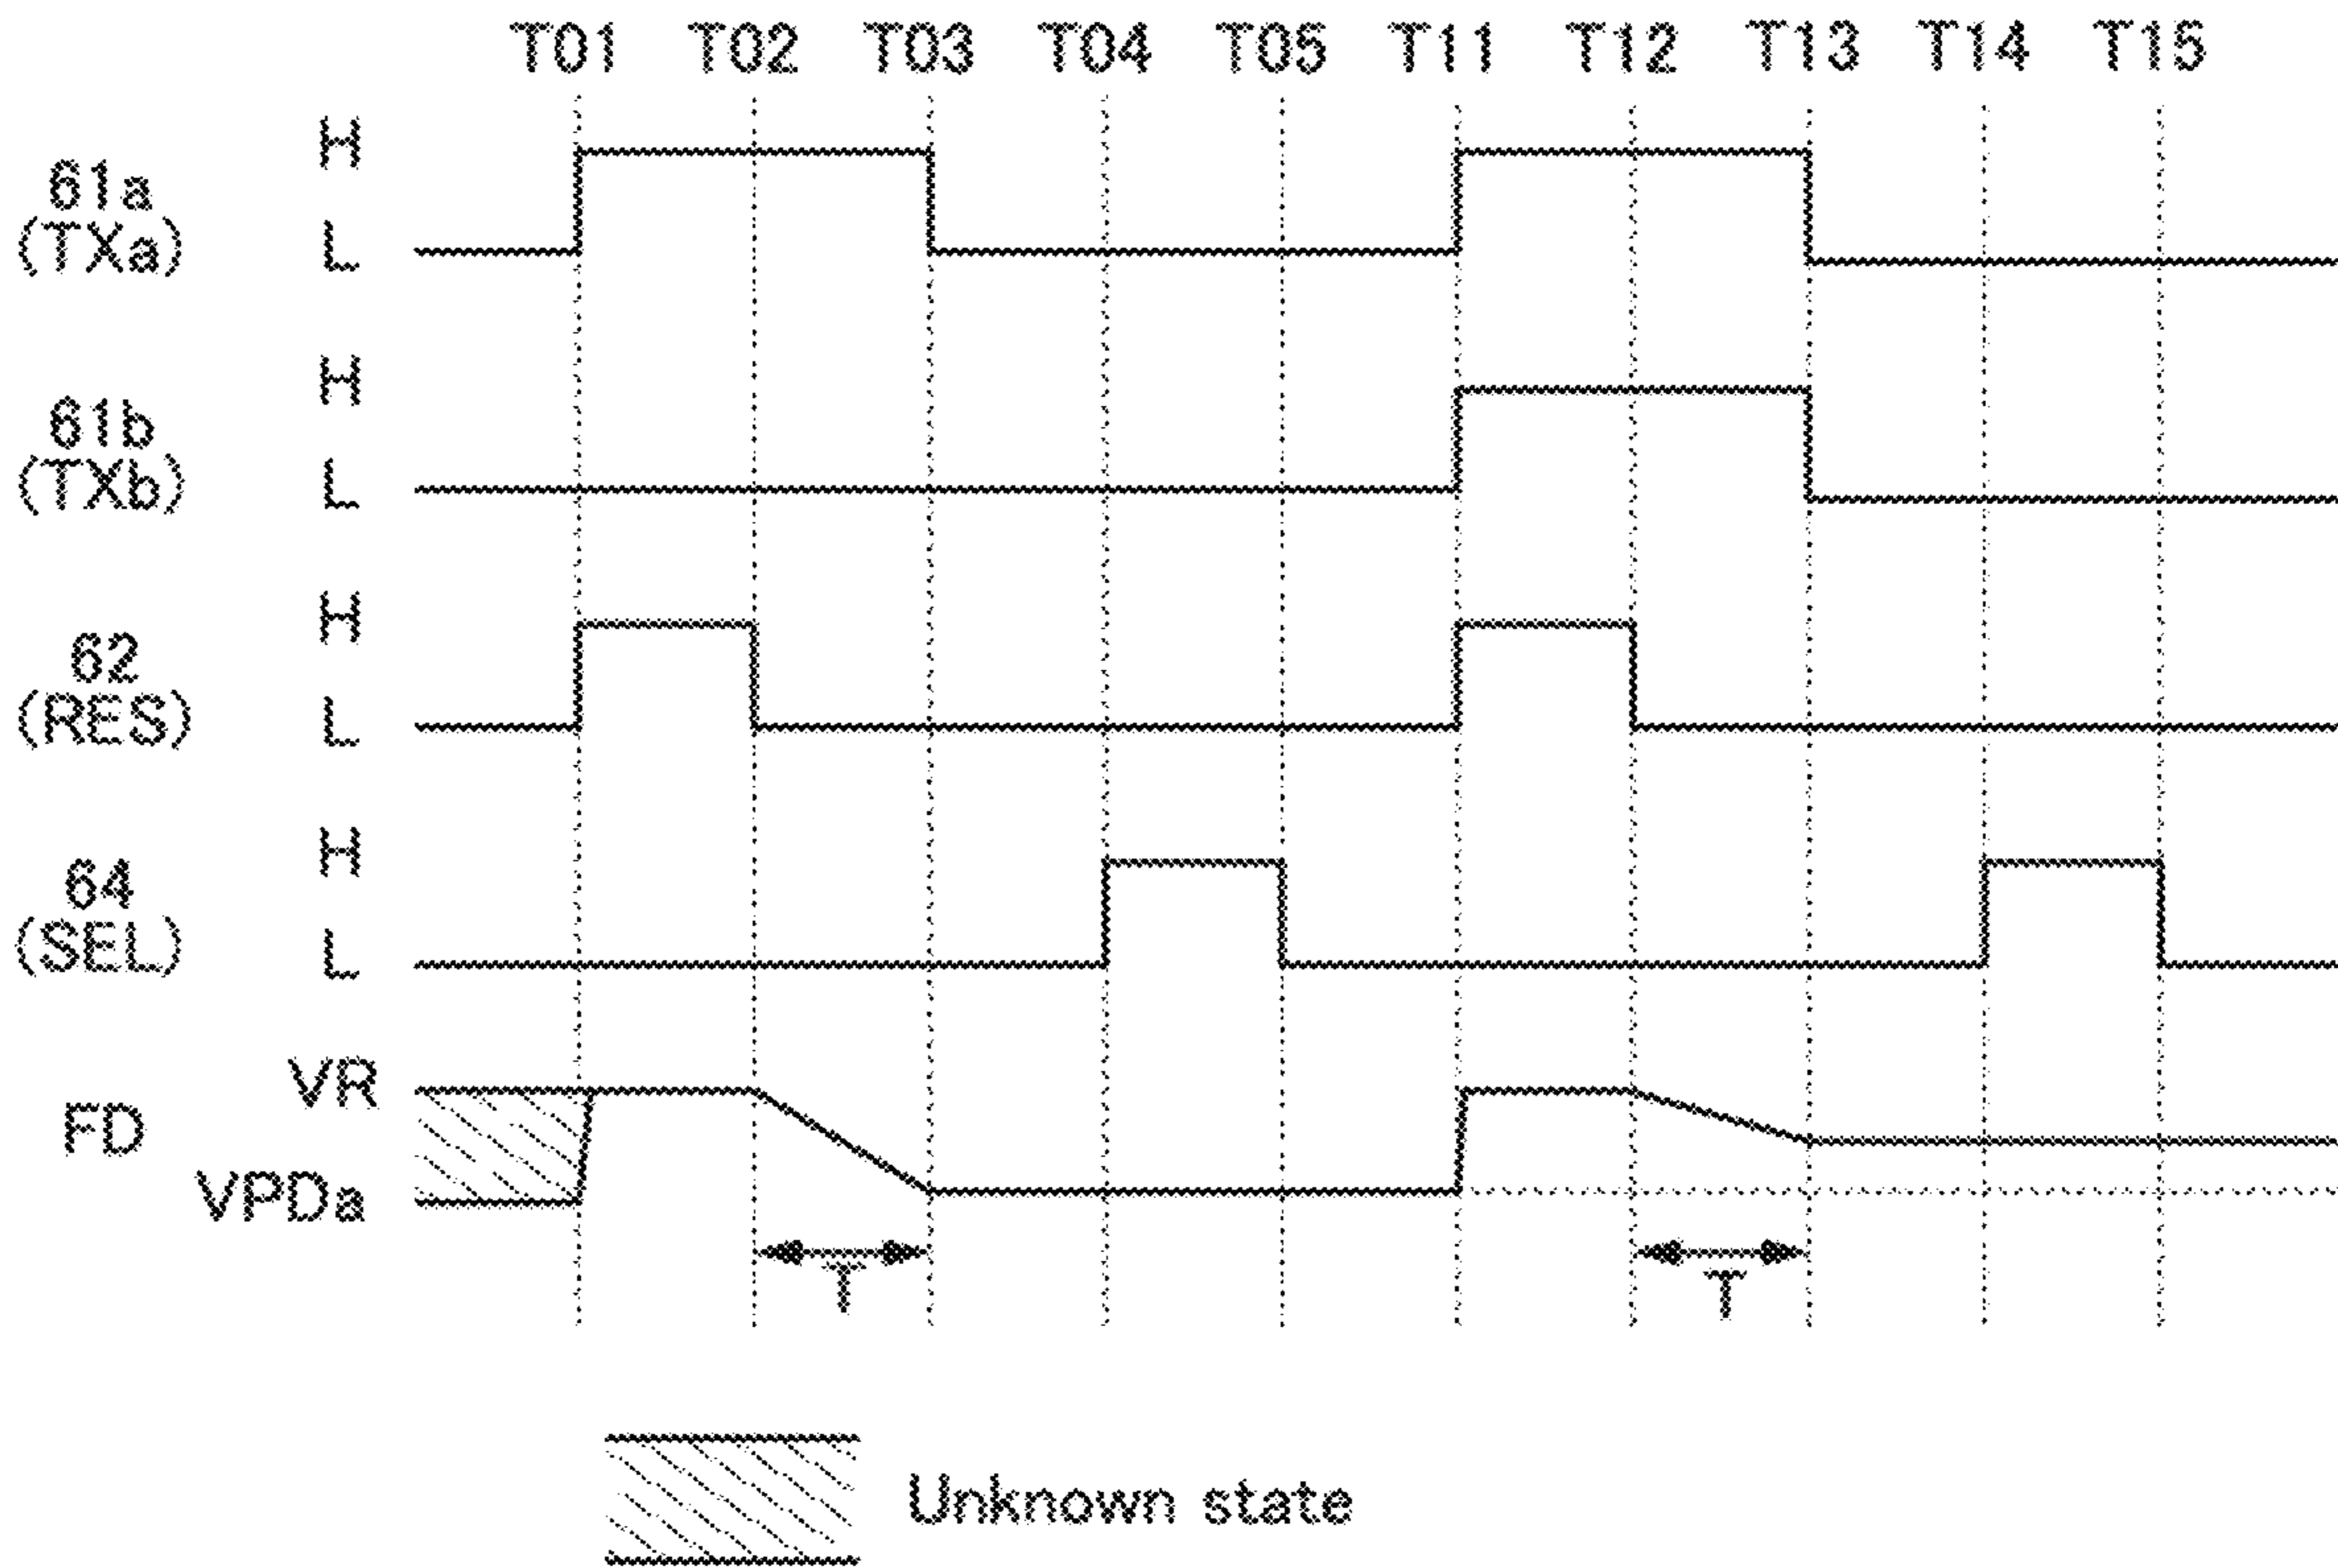 T01 T02 T03 T04 T05 T11 T12 T13 T14 T15
H
61a
(TXa) L
H
61b
(TXb) L
H
62
(RES) L
H
64
(SEL) L
VR
FD
VPDa
T T
Unknown state